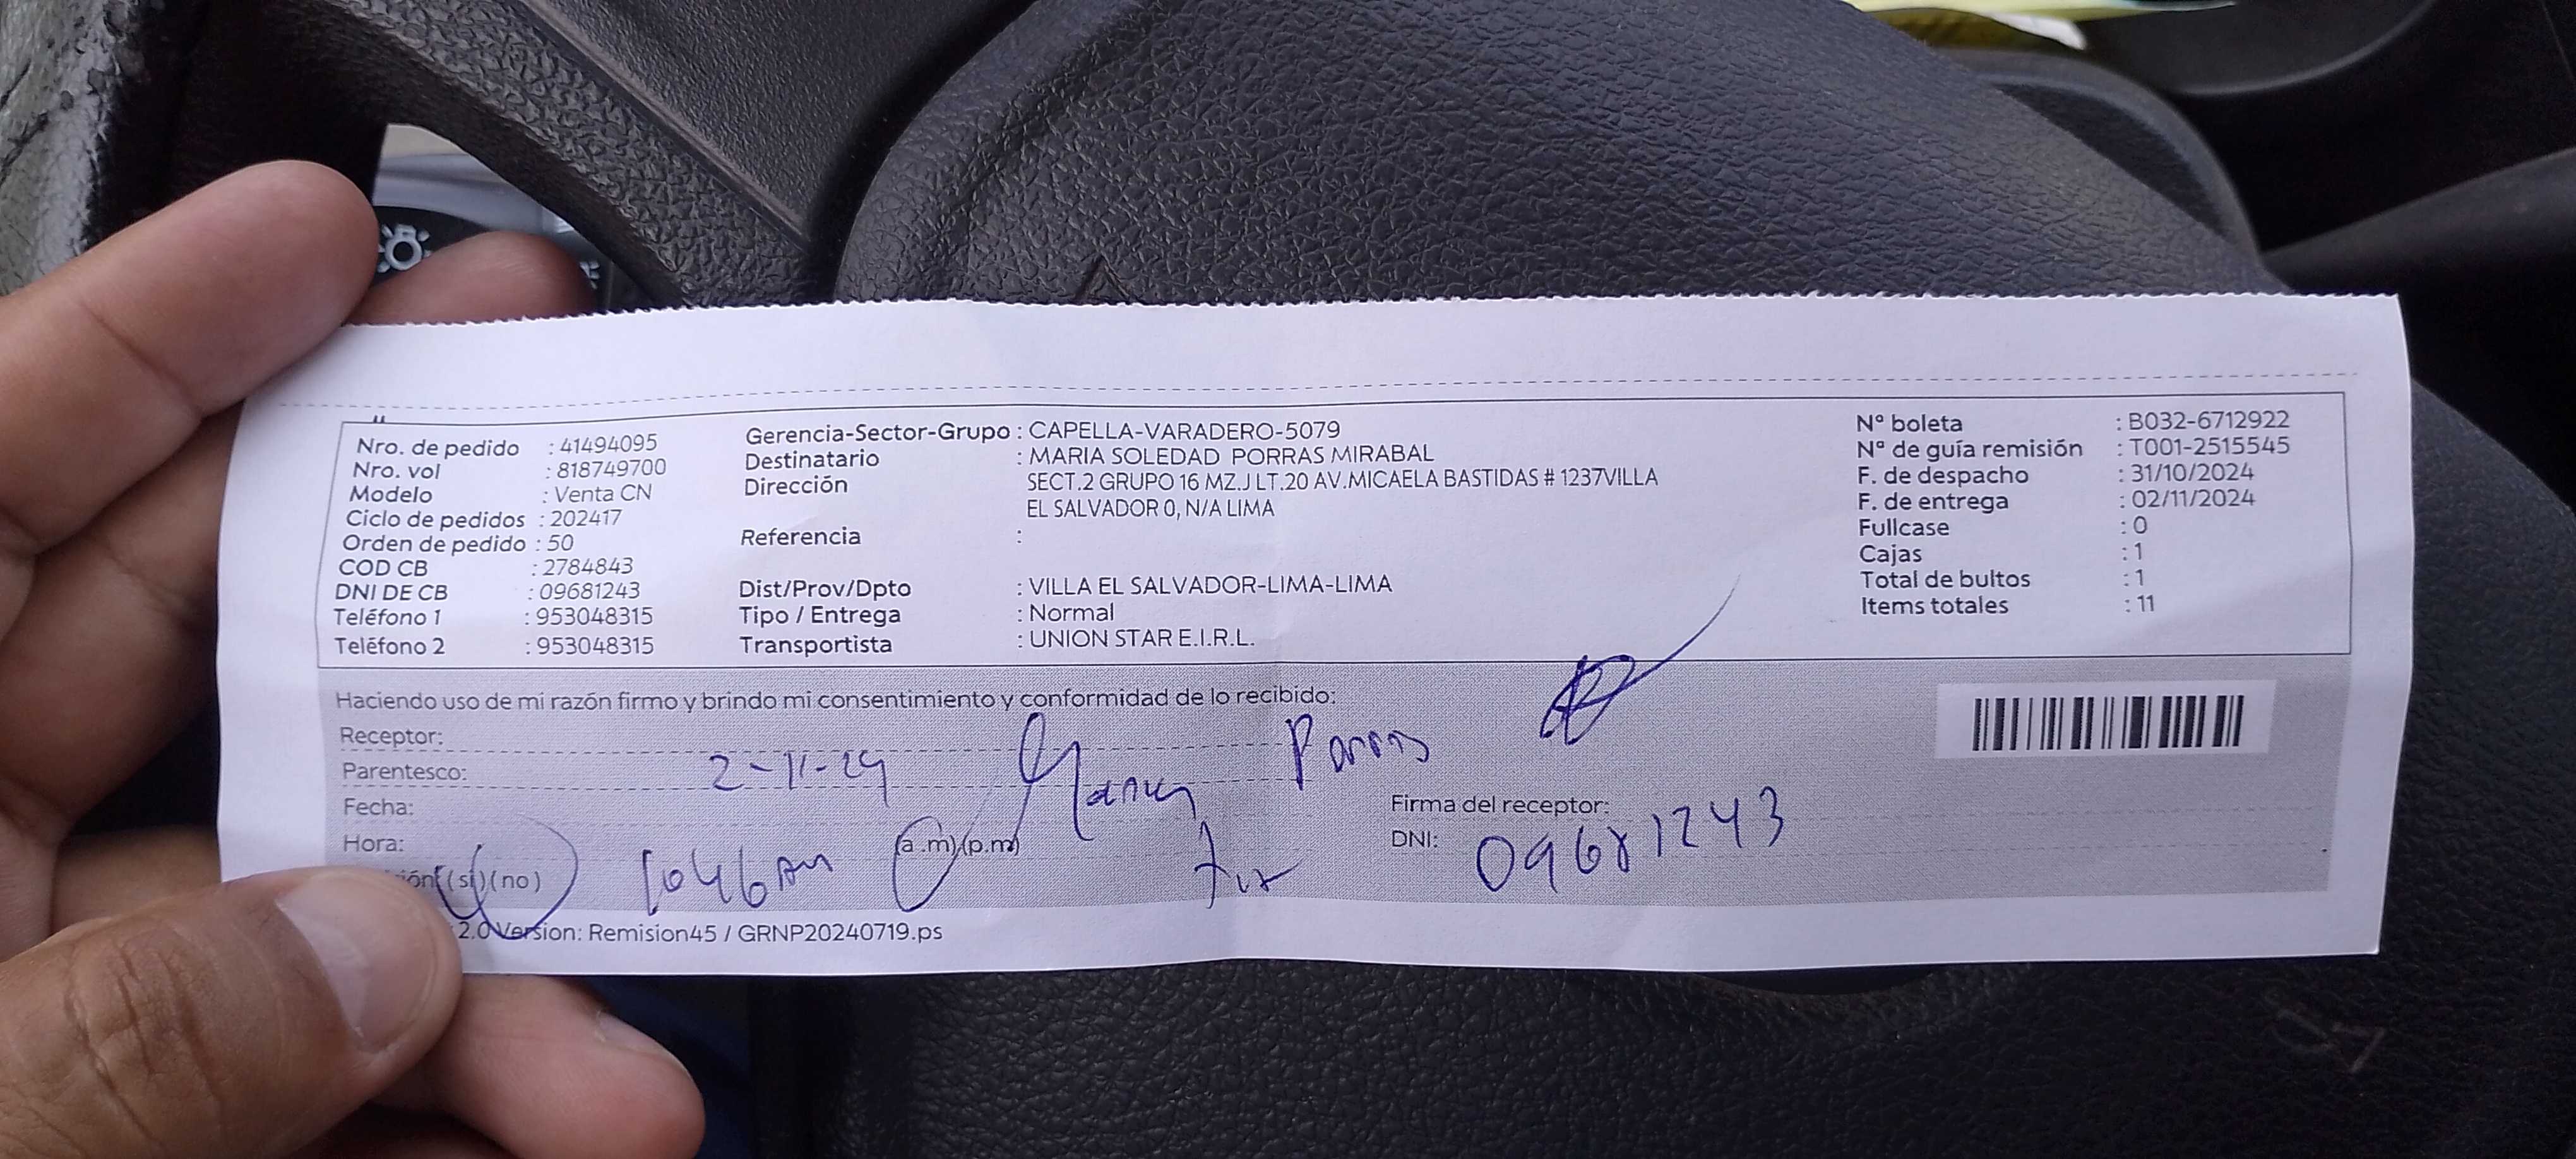 Nro. de pedido : 41494095
Nro. vol : 818749700
Modelo : Venta CN
Ciclo de pedidos : 202417
Orden de pedido : 50
COD CB : 2784843
DNI DE CB : 09681243
Teléfono 1 : 953048315
Teléfono 2 : 953048315
Gerencia-Sector-Grupo : CAPELLA-VARADERO-5079
Destinatario : MARIA SOLEDAD PORRAS MIRABAL
Dirección SECT.2 GRUPO 16 MZ.J LT.20 AV.MICAELA BASTIDAS # 1237VILLA
EL SALVADOR 0, N/A LIMA
Referencia :
Dist/Prov/Dpto : VILLA EL SALVADOR-LIMA-LIMA
Tipo / Entrega : Normal
Transportista : UNION STAR E.I.R.L.
Nº boleta : B032-6712922
Nº de guía remisión : T001-2515545
F. de despacho : 31/10/2024
F. de entrega : 02/11/2024
Fullcase : 0
Cajas : 1
Total de bultos : 1
Items totales : 11
Haciendo uso de mi razón firmo y brindo mi consentimiento y conformidad de lo recibido:
Receptor: Porras
Parentesco: 2-11-24
Fecha:
Hora: (a.m) (p.m)
(si) (no) 1046 am
Firma del receptor:
DNI: 09681243
2.0 Version: Remision45 / GRNP20240719.ps